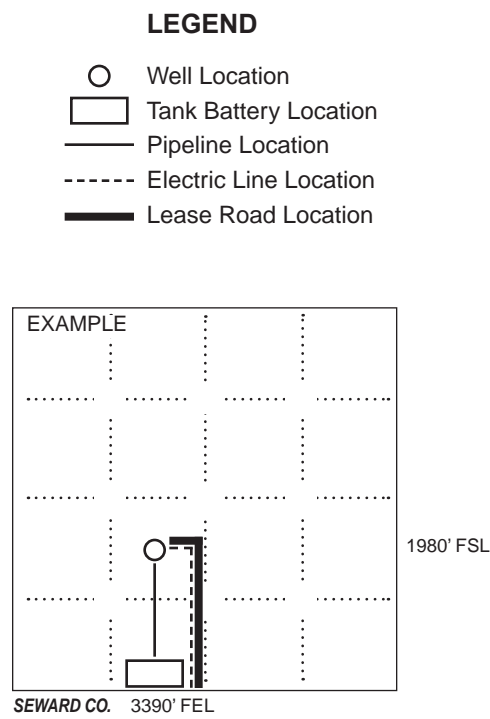 LEGEND
Well Location
Tank Battery Location
Pipeline Location
Electric Line Location
Lease Road Location
EXAMPLE
1980' FSL
SEWARD CO. 3390' FEL